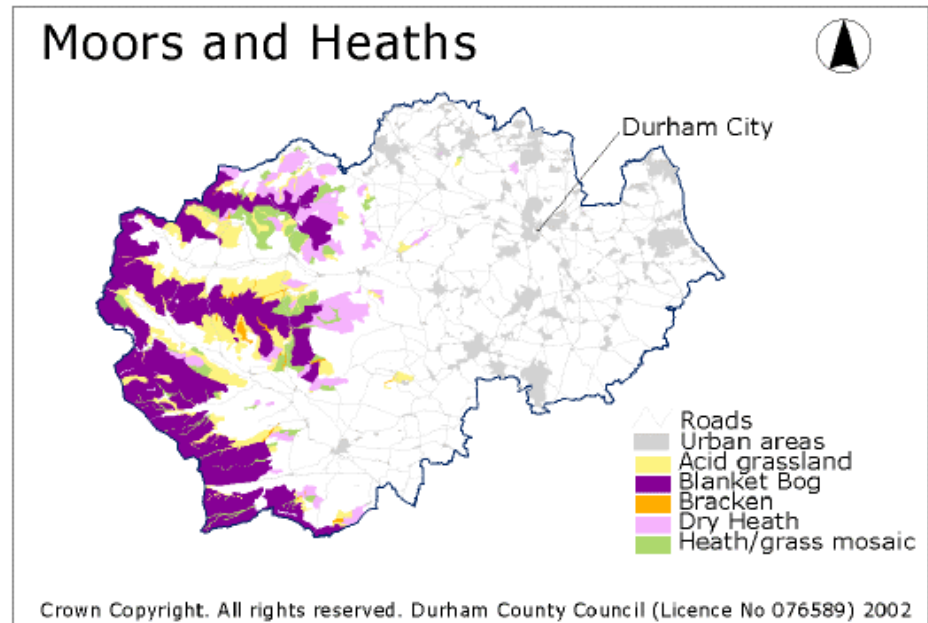 Moors and Heaths
Durham City
Roads
Urban areas
Acid grassland
Blanket Bog
Bracken
Dry Heath
Heath/grass mosaic
Crown Copyright. All rights reserved. Durham County Council (Licence No 076589) 2002